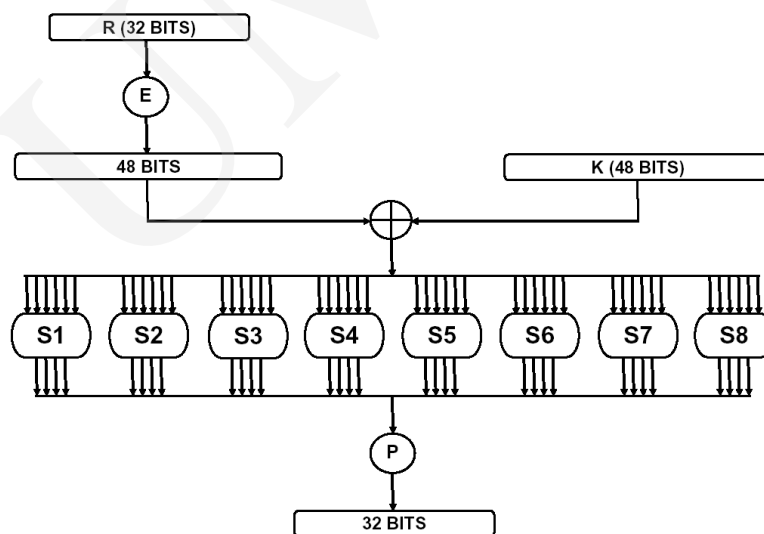 R (32 BITS)
E
48 BITS
K (48 BITS)
S1 S2 S3 S4 S5 S6 S7 S8
P
32 BITS